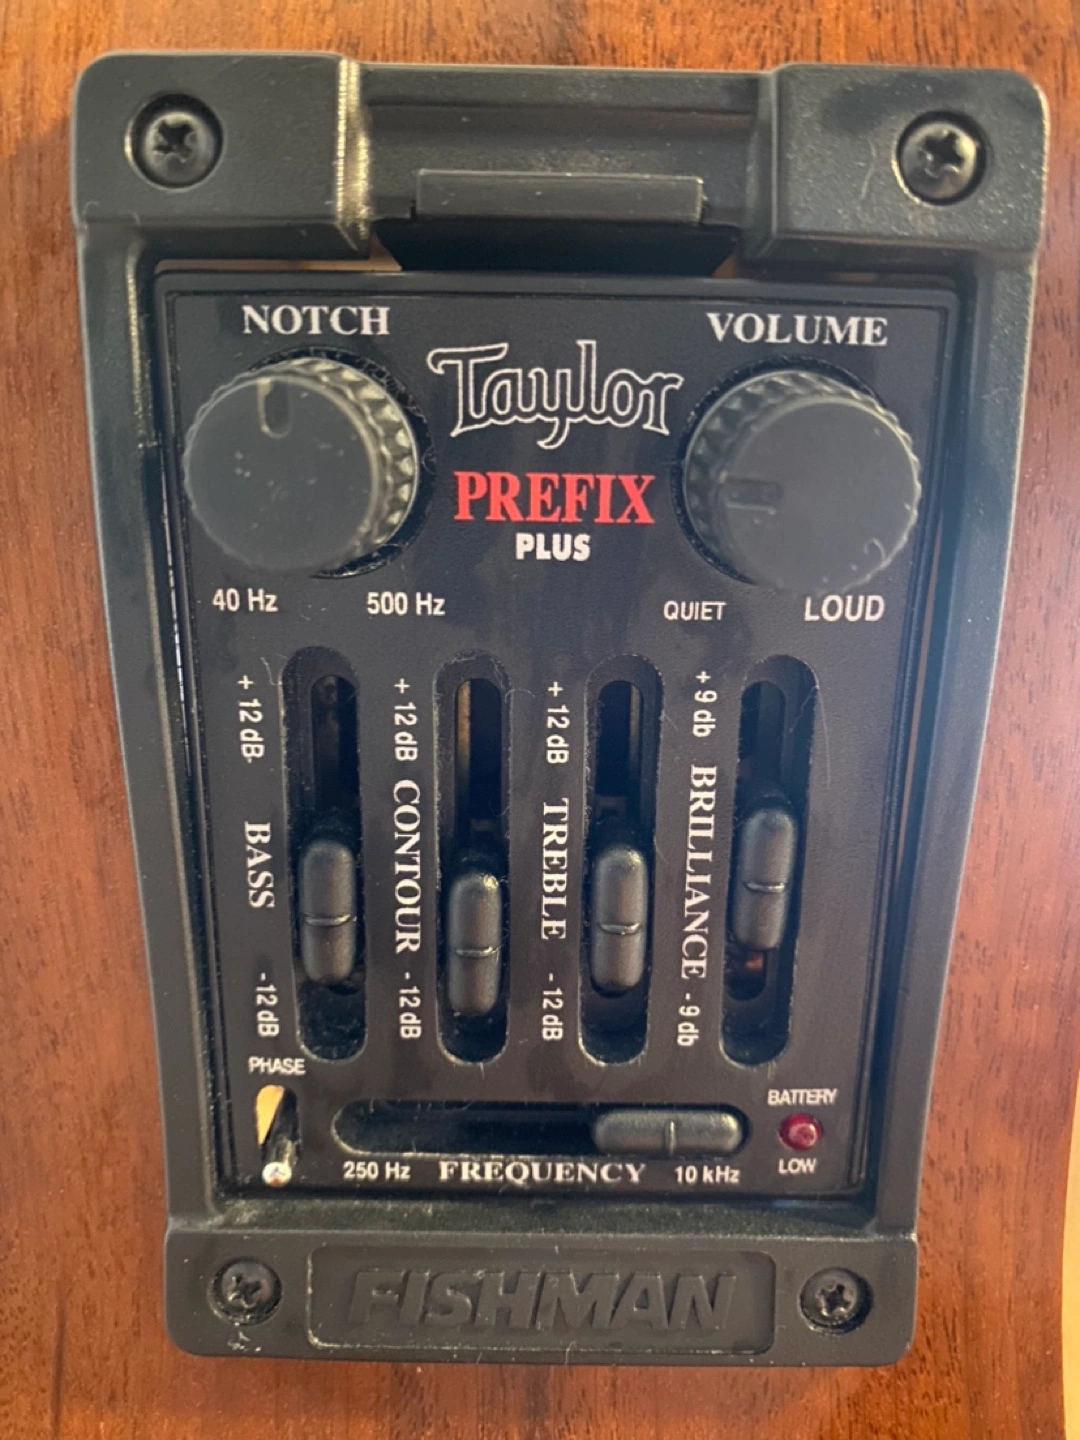 NOTCH
VOLUME
Taylor
PREFIX
PLUS
40 Hz
500 Hz
QUIET
LOUD
+ 12 dB
BASS
- 12 dB
+ 12 dB
CONTOUR
- 12 dB
+ 12 dB
TREBLE
- 12 dB
+ 9 db
BRILLIANCE
- 9 db
PHASE
250 Hz
FREQUENCY
10 kHz
BATTERY
LOW
FISHMAN